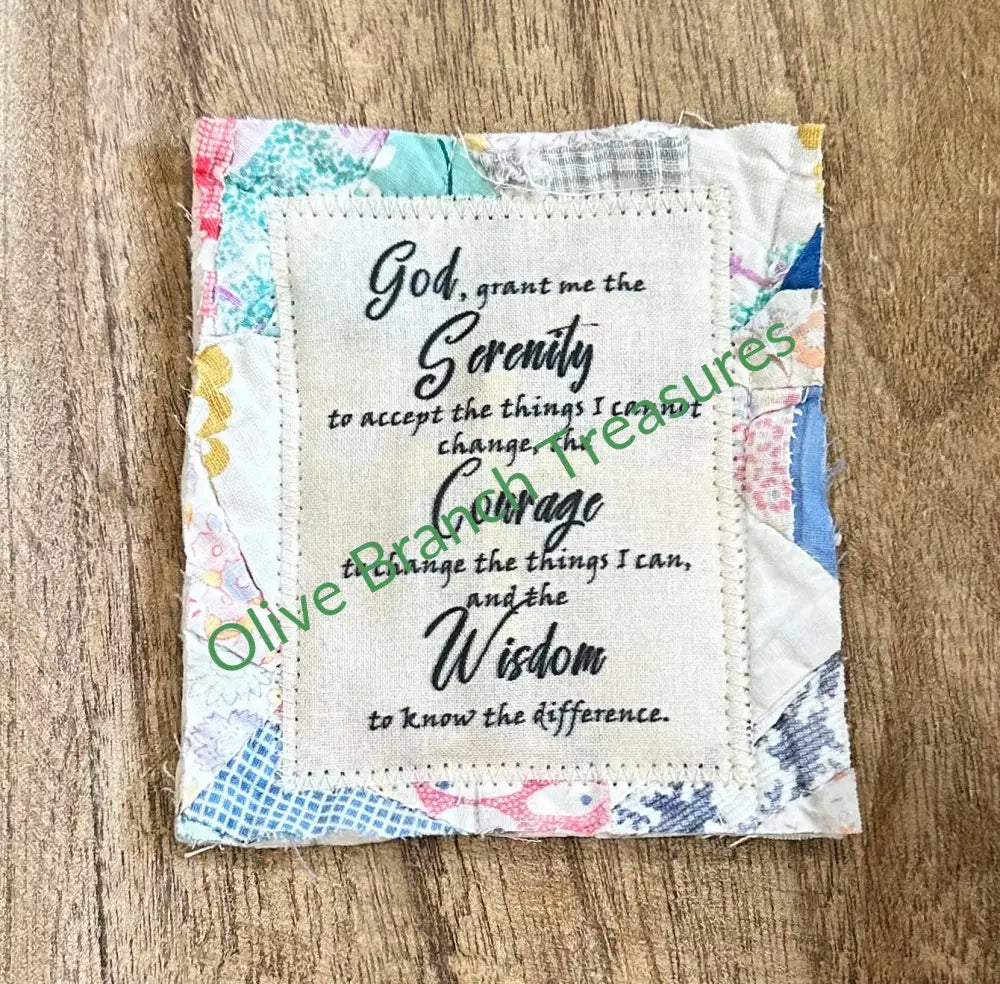 God, grant me the
Serenity
to accept the things I cannot
change, the
Courage
to change the things I can,
and the
Wisdom
to know the difference.
Olive Branch Treasures